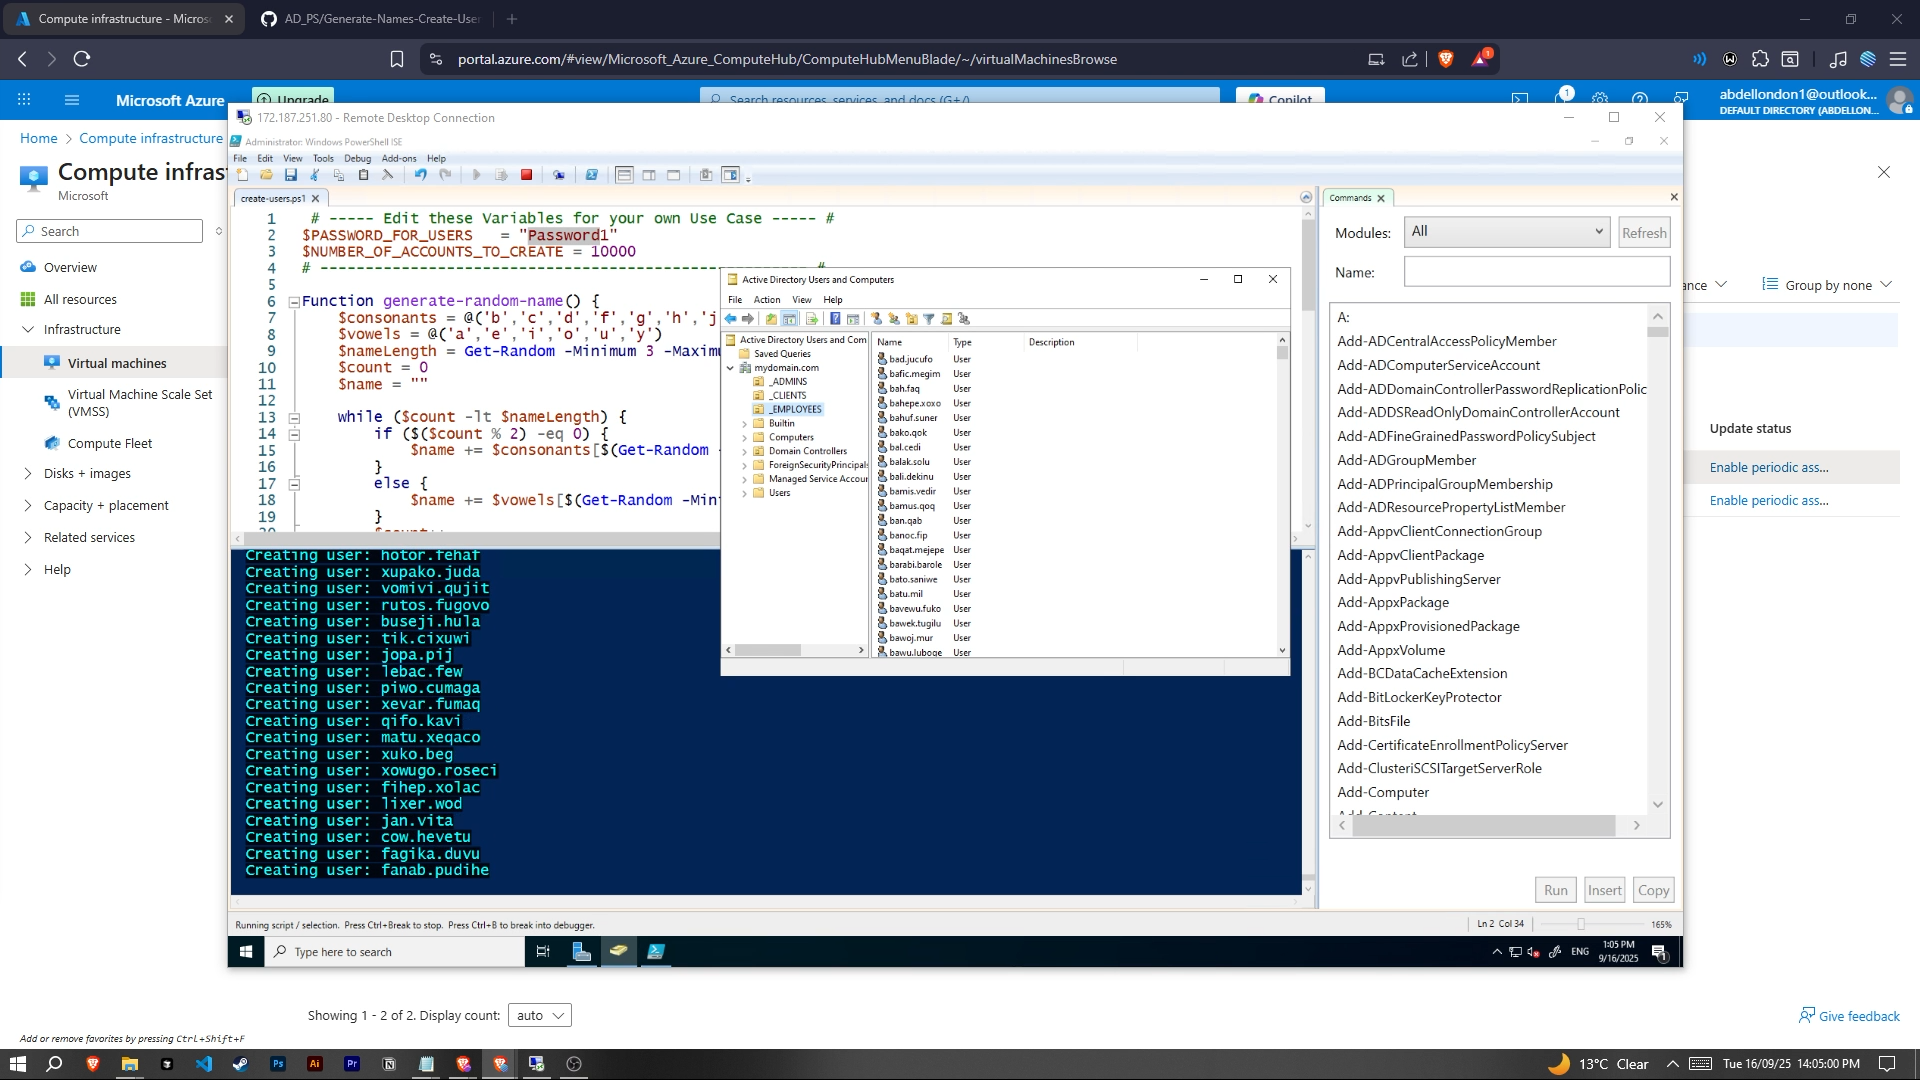 Compute infrastructure - Micros
AD_PS/Generate-Names-Create-User
portal.azure.com/#view/Microsoft_Azure_ComputeHub/ComputeHubMenuBlade/~/virtualMachinesBrowse
1
Microsoft Azure
Upgrade
Search resources, services, and docs (G+/)
Copilot
1
abdellondon1@outlook...
DEFAULT DIRECTORY (ABDELLON...
Home > Compute infrastructure
Compute infras
Microsoft
Search
Overview
All resources
Infrastructure
Virtual machines
Virtual Machine Scale Set
(VMSS)
Compute Fleet
Disks + images
Capacity + placement
Related services
Help
172.187.251.80 - Remote Desktop Connection
Administrator: Windows PowerShell ISE
File Edit View Tools Debug Add-ons Help
create-users.ps1
1 # ----- Edit these Variables for your own Use Case ----- #
2 $PASSWORD_FOR_USERS = "Password1"
3 $NUMBER_OF_ACCOUNTS_TO_CREATE = 10000
4 # ------------------------------------------------------ #
5
6 Function generate-random-name() {
7 $consonants = @('b','c','d','f','g','h','j
8 $vowels = @('a','e','i','o','u','y')
9 $nameLength = Get-Random -Minimum 3 -Maximu
10 $count = 0
11 $name = ""
12
13 while ($count -lt $nameLength) {
14 if ($($count % 2) -eq 0) {
15 $name += $consonants[$(Get-Random -
16 }
17 else {
18 $name += $vowels[$(Get-Random -Mini
19 }
20 $count++
Active Directory Users and Computers
File Action View Help
Active Directory Users and Com
Saved Queries
mydomain.com
_ADMINS
_CLIENTS
_EMPLOYEES
Builtin
Computers
Domain Controllers
ForeignSecurityPrincipals
Managed Service Accour
Users
Name Type Description
bad.jucufo User
bafic.megim User
bah.faq User
bahepe.xoxo User
bahuf.suner User
bako.qok User
bal.cedi User
balak.solu User
bali.dekinu User
bamis.vedir User
bamus.qoq User
ban.qab User
banoc.fip User
baqat.mejepe User
barabi.barole User
bato.saniwe User
batu.mil User
bavewu.fuko User
bawek.tugilu User
bawoj.mur User
bawu.luboge User
Creating user: hotor.fehaf
Creating user: xupako.juda
Creating user: vomivi.qujit
Creating user: rutos.fugovo
Creating user: buseji.hula
Creating user: tik.cixuwi
Creating user: jopa.pij
Creating user: lebac.few
Creating user: piwo.cumaga
Creating user: xevar.fumaq
Creating user: qifo.kavi
Creating user: matu.xeqaco
Creating user: xuko.beg
Creating user: xowugo.roseci
Creating user: fihep.xolac
Creating user: lixer.wod
Creating user: jan.vita
Creating user: cow.hevetu
Creating user: fagika.duvu
Creating user: fanab.pudihe
Commands
Modules: All Refresh
Name:
A:
Add-ADCentralAccessPolicyMember
Add-ADComputerServiceAccount
Add-ADDomainControllerPasswordReplicationPolic
Add-ADDSReadOnlyDomainControllerAccount
Add-ADFineGrainedPasswordPolicySubject
Add-ADGroupMember
Add-ADPrincipalGroupMembership
Add-ADResourcePropertyListMember
Add-AppvClientConnectionGroup
Add-AppvClientPackage
Add-AppvPublishingServer
Add-AppxPackage
Add-AppxProvisionedPackage
Add-AppxVolume
Add-BCDataCacheExtension
Add-BitLockerKeyProtector
Add-BitsFile
Add-CertificateEnrollmentPolicyServer
Add-ClusteriSCSITargetServerRole
Add-Computer
Add-Content
Run Insert Copy
Running script / selection. Press Ctrl+Break to stop. Press Ctrl+B to break into debugger.
Ln 2 Col 34 165%
Type here to search
ENG
1:05 PM
9/16/2025
1
ance
Group by none
Update status
Enable periodic ass...
Enable periodic ass...
Showing 1 - 2 of 2. Display count: auto
Give feedback
Add or remove favorites by pressing Ctrl+Shift+F
Ps Ai Pr
13°C Clear
Tue 16/09/25 14:05:00 PM